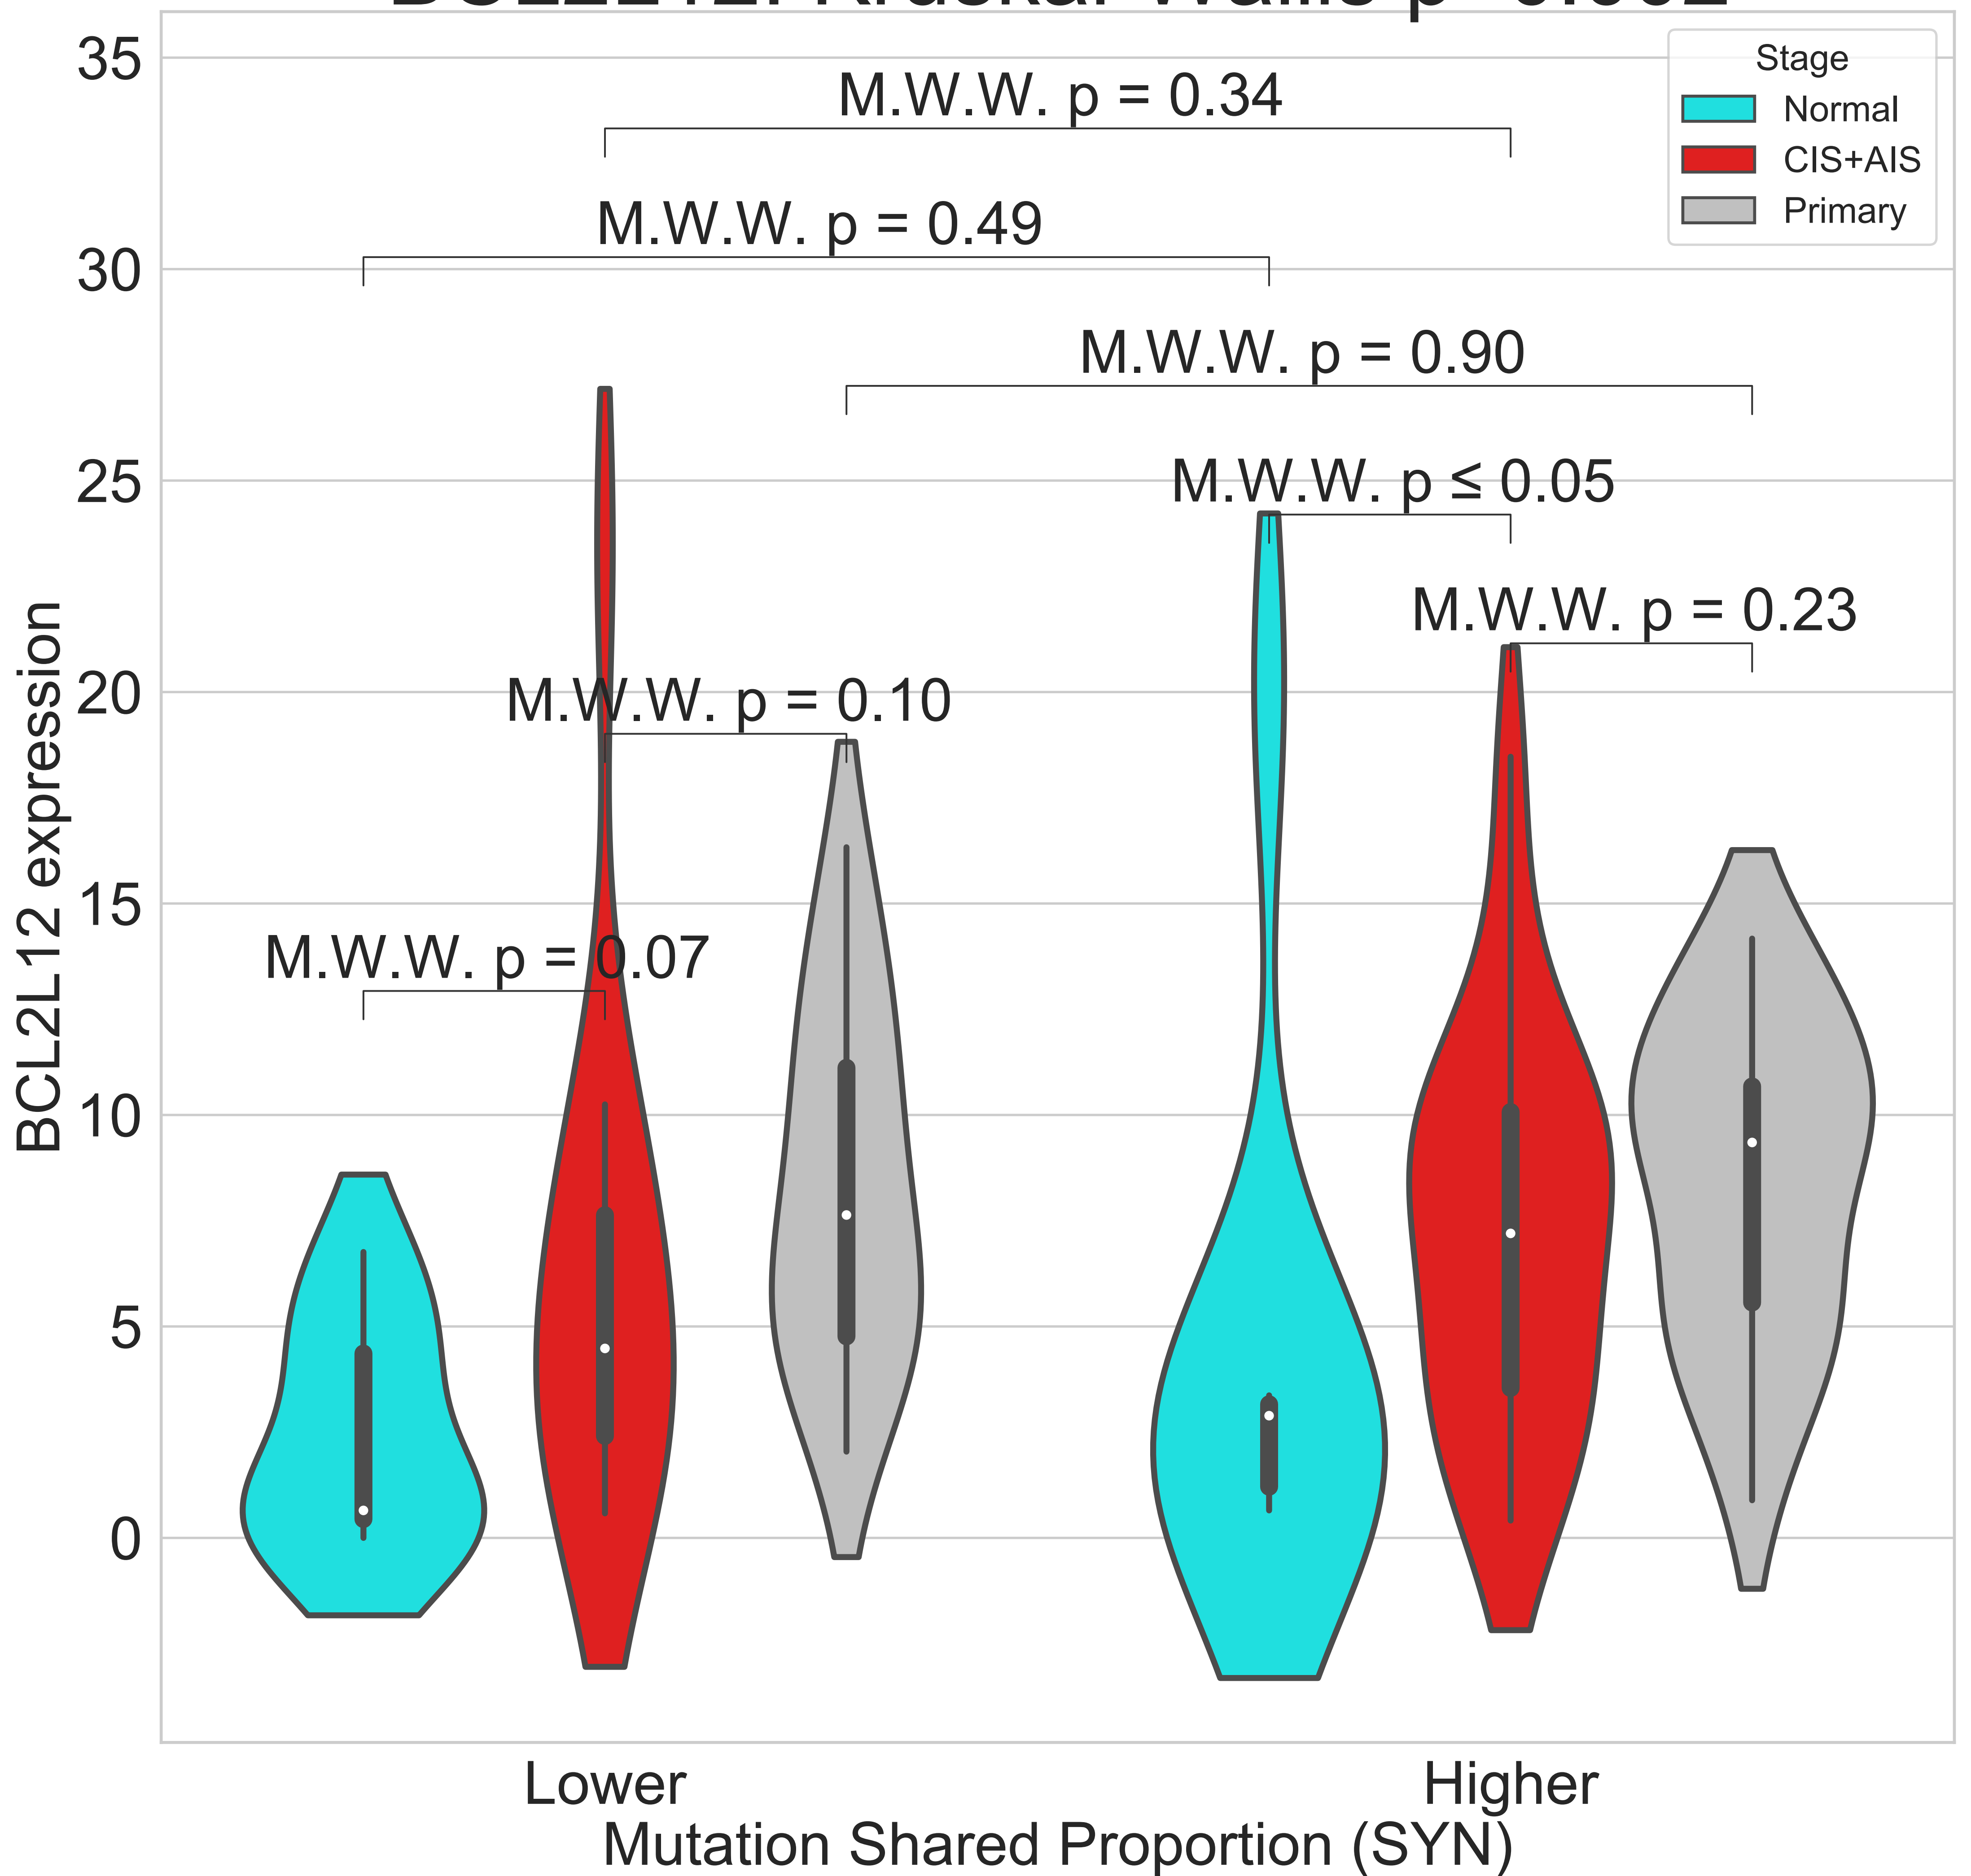 35
30
25
20
15
10
5
0
BCL2L12 expression
Stage
Normal
CIS+AIS
Primary
M.W.W. p = 0.34
M.W.W. p = 0.49
M.W.W. p = 0.90
M.W.W. p ≤ 0.05
M.W.W. p = 0.23
M.W.W. p = 0.10
M.W.W. p = 0.07
Lower
Higher
Mutation Shared Proportion (SYN)